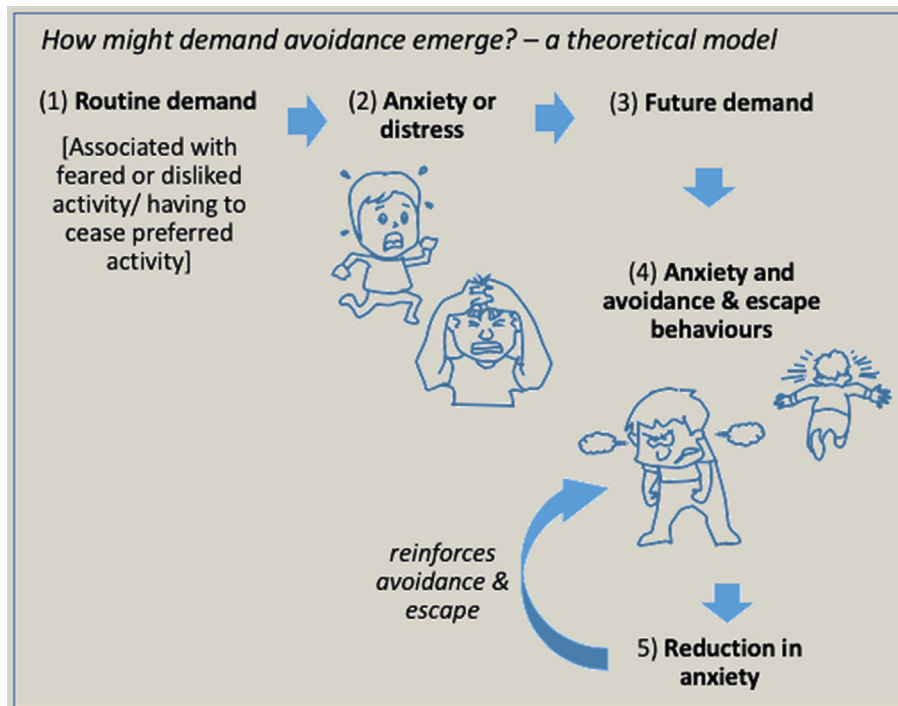 How might demand avoidance emerge? – a theoretical model
(1) Routine demand
[Associated with
feared or disliked
activity/ having to
cease preferred
activity]
(2) Anxiety or
distress
(3) Future demand
(4) Anxiety and
avoidance & escape
behaviours
reinforces
avoidance &
escape
5) Reduction in
anxiety